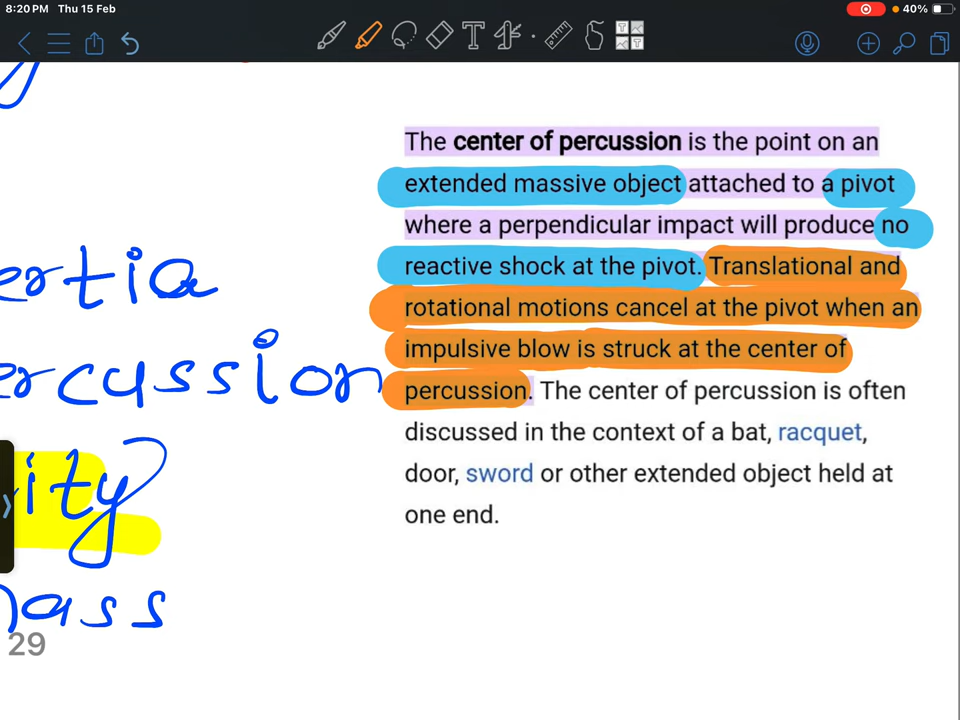 8:20 PM Thu 15 Feb
40%
The center of percussion is the point on an
extended massive object attached to a pivot
where a perpendicular impact will produce no
reactive shock at the pivot. Translational and
rotational motions cancel at the pivot when an
impulsive blow is struck at the center of
percussion. The center of percussion is often
discussed in the context of a bat, racquet,
door, sword or other extended object held at
one end.
ertia
ercussion
ity
mass
29